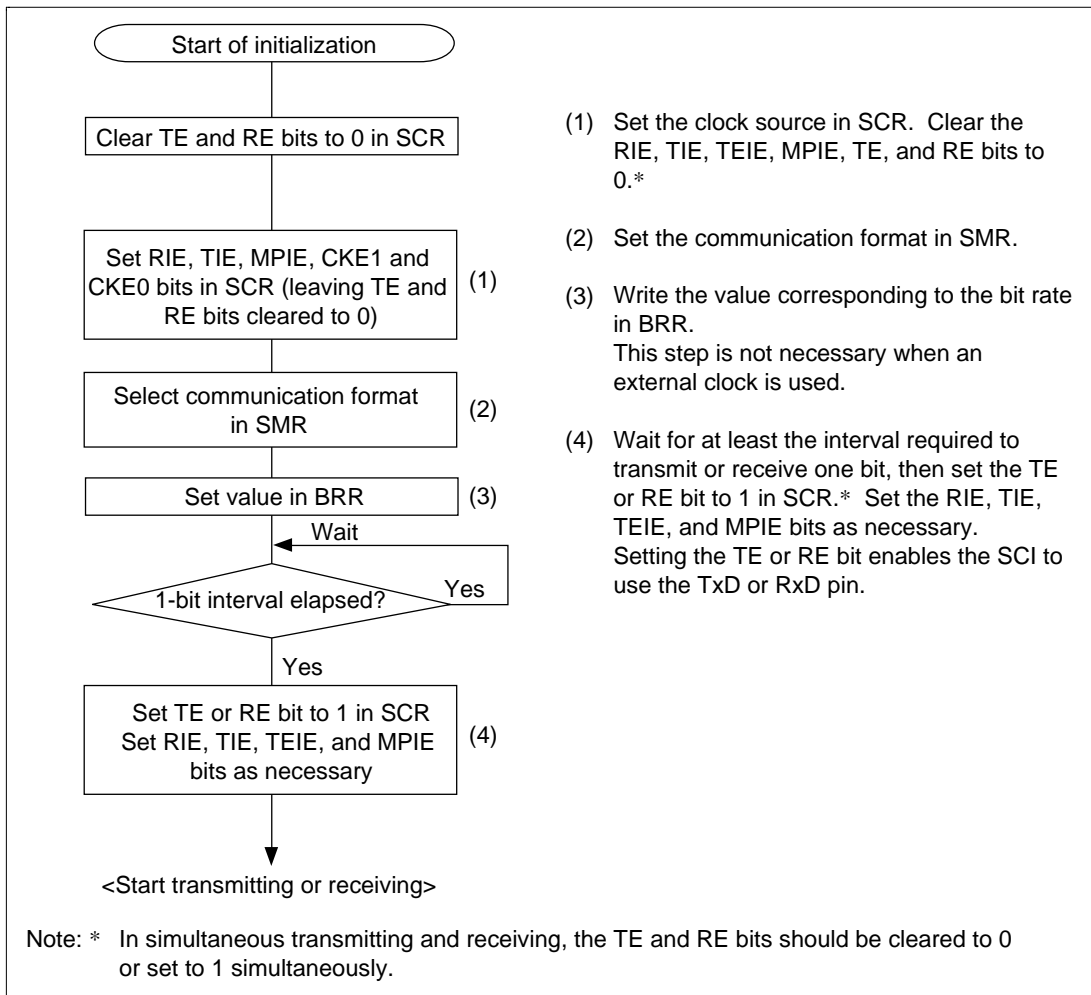 Start of initialization
Clear TE and RE bits to 0 in SCR
Set RIE, TIE, MPIE, CKE1 and
CKE0 bits in SCR (leaving TE and
RE bits cleared to 0)
(1)
Select communication format
in SMR
(2)
Set value in BRR
(3)
Wait
1-bit interval elapsed?
Yes
Yes
Set TE or RE bit to 1 in SCR
Set RIE, TIE, TEIE, and MPIE
bits as necessary
(4)
<Start transmitting or receiving>
(1) Set the clock source in SCR. Clear the
RIE, TIE, TEIE, MPIE, TE, and RE bits to
0.*
(2) Set the communication format in SMR.
(3) Write the value corresponding to the bit rate
in BRR.
This step is not necessary when an
external clock is used.
(4) Wait for at least the interval required to
transmit or receive one bit, then set the TE
or RE bit to 1 in SCR.* Set the RIE, TIE,
TEIE, and MPIE bits as necessary.
Setting the TE or RE bit enables the SCI to
use the TxD or RxD pin.
Note: * In simultaneous transmitting and receiving, the TE and RE bits should be cleared to 0
or set to 1 simultaneously.